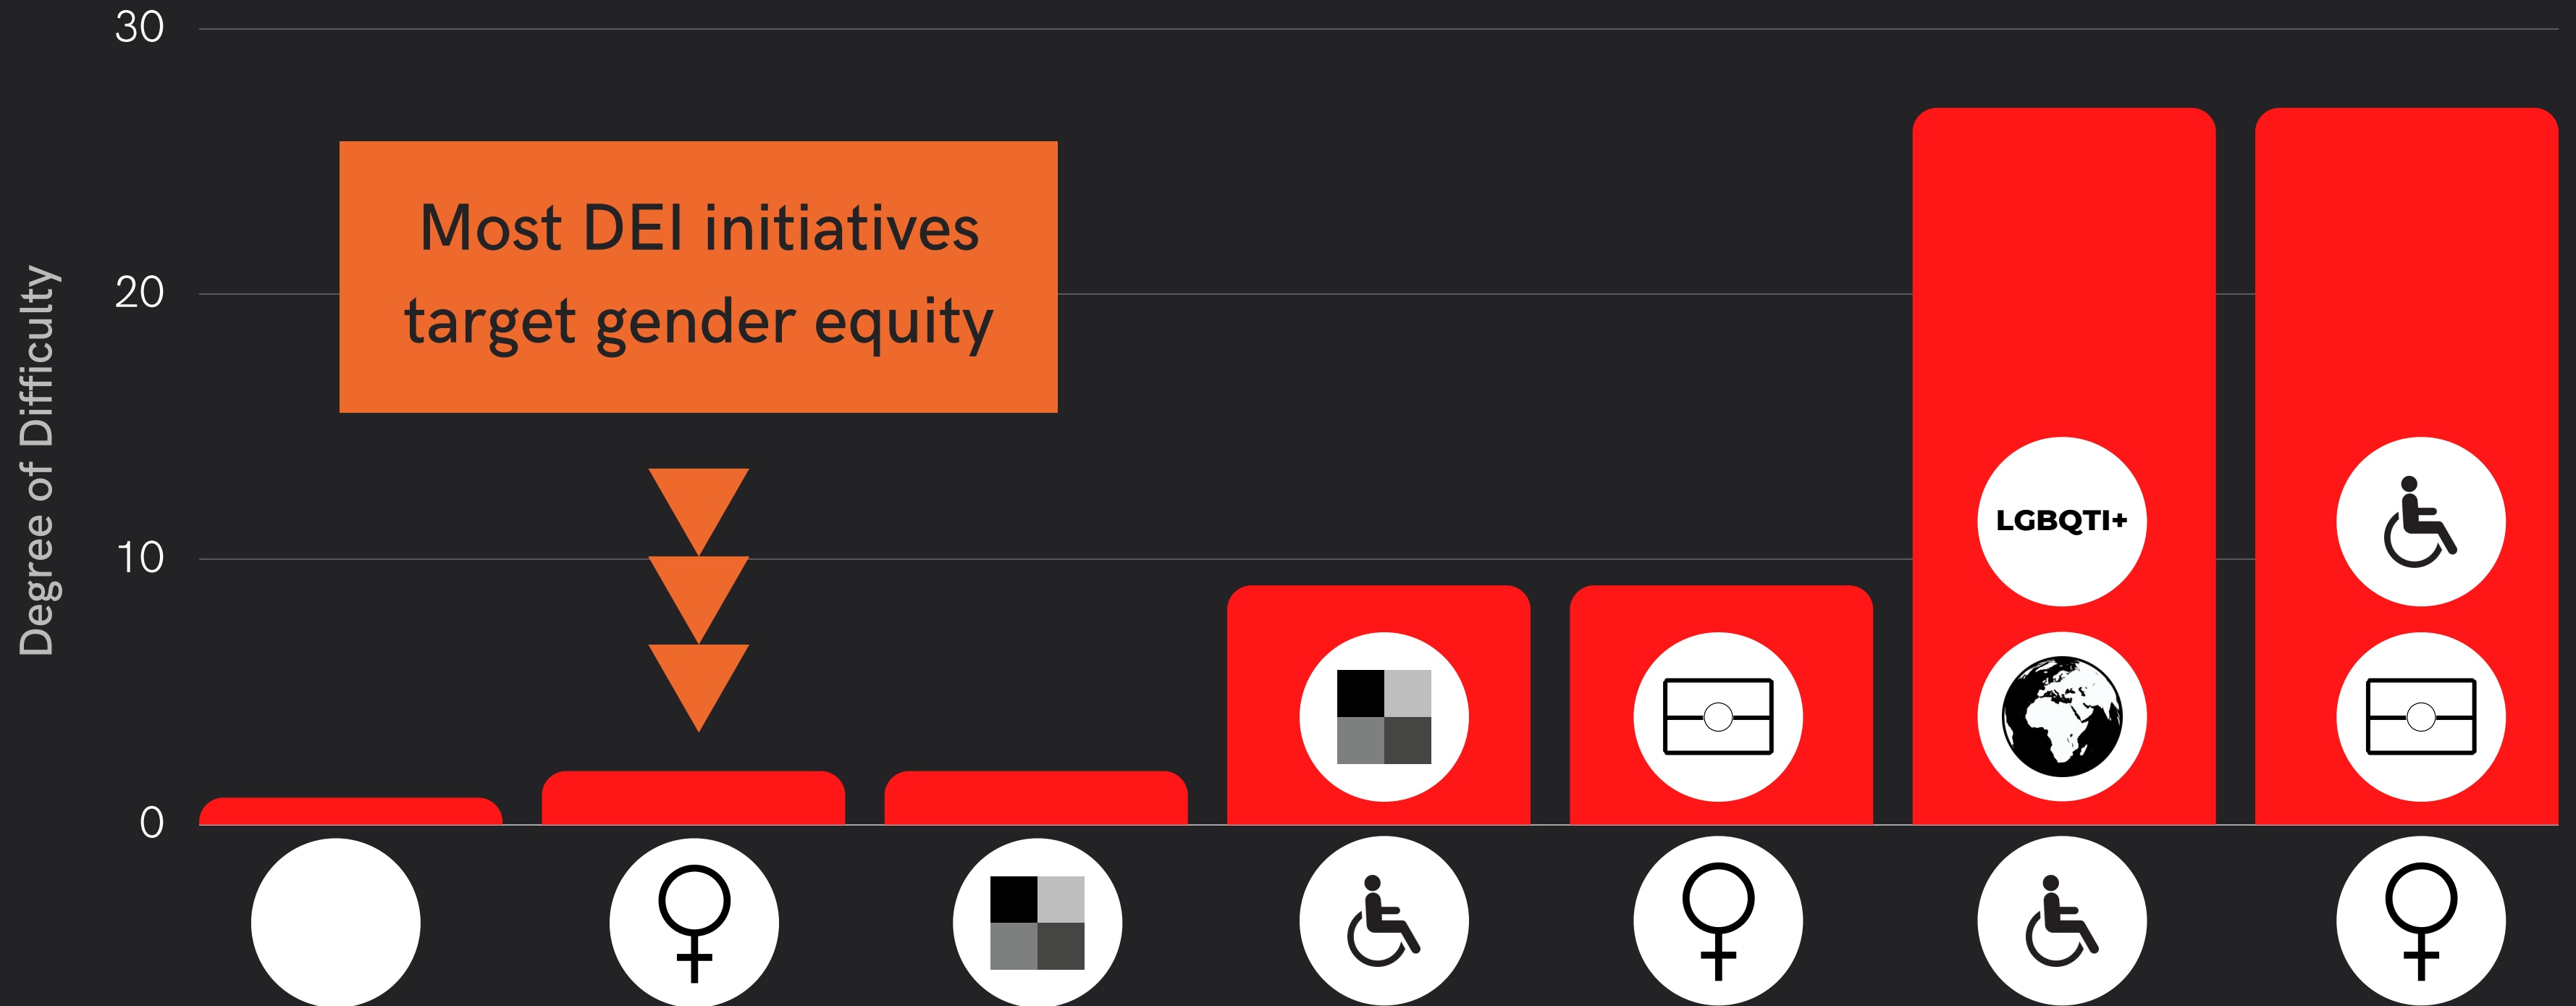 30
Most DEI initiatives
target gender equity
20
Degree of Difficulty
10
LGBQTI+
0